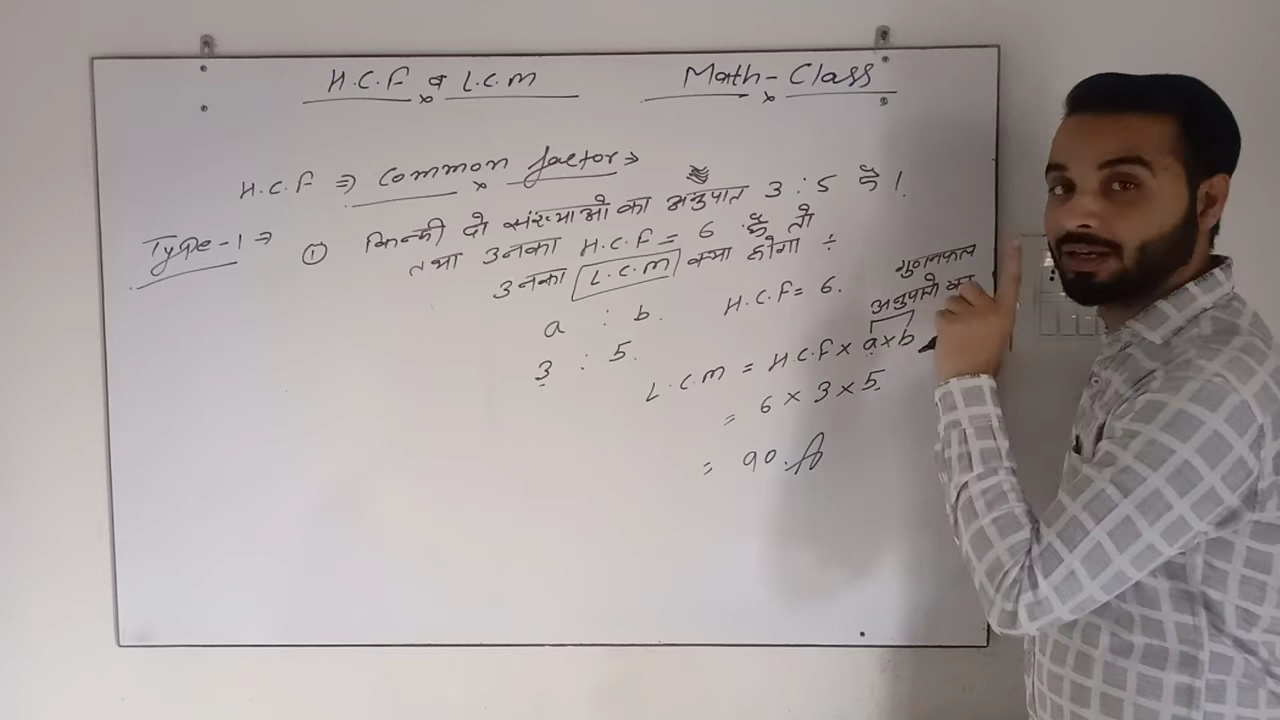 H.C.F व L.C.M
Math-Class
H.C.F ⇒ Common factor →
Type-1 ⇒ ① किन्ही दो संख्याओ का अनुपात 3 : 5 है।
तथा उनका H.C.F = 6 है तो
उनका L.C.M क्या होगा ÷
a : b. H.C.F = 6.
3 : 5.
गुणनफल
अनुपातो का
L.C.M = H.C.F × a × b
= 6 × 3 × 5
= 90.